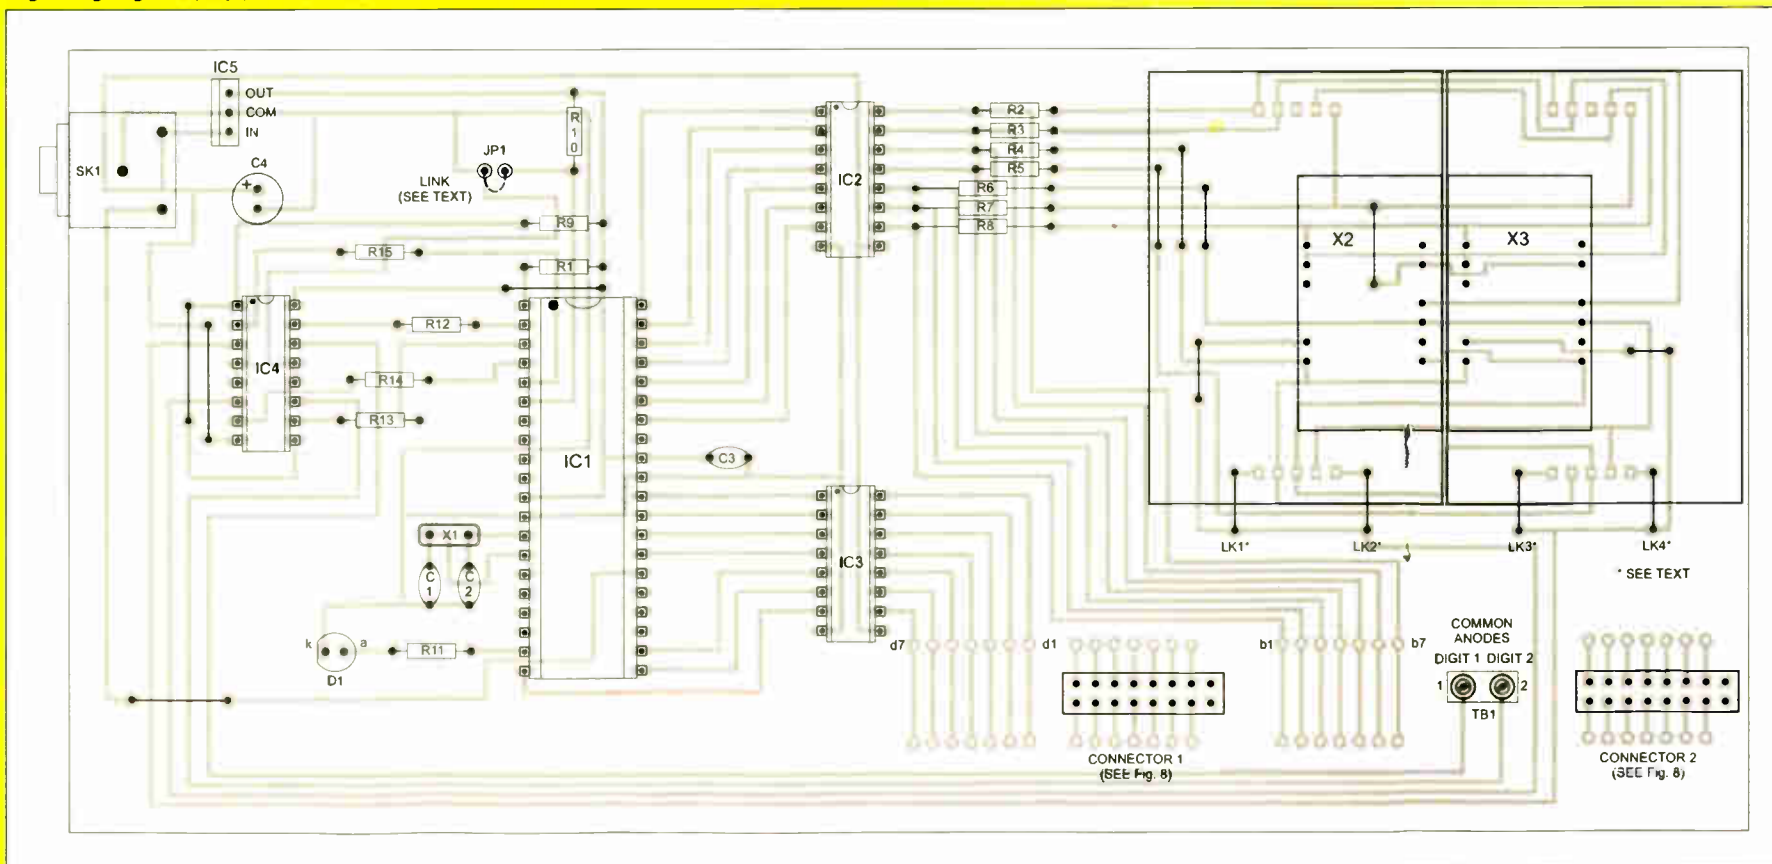 IC5
OUT
COM
IN
SK1
C4
+
R
1
0
JP1
LINK
(SEE TEXT)
R9
R15
R1
IC4
R12
R14
R13
IC1
X1
C
1
C
2
k
a
D1
R11
IC2
R2
R3
R4
R5
R6
R7
R8
C3
IC3
X2
X3
LK1*
LK2*
LK3*
LK4*
* SEE TEXT
d7
d1
b1
b7
COMMON
ANODES
DIGIT 1 DIGIT 2
1
2
TB1
CONNECTOR 1
(SEE Fig. 8)
CONNECTOR 2
(SEE Fig. 8)